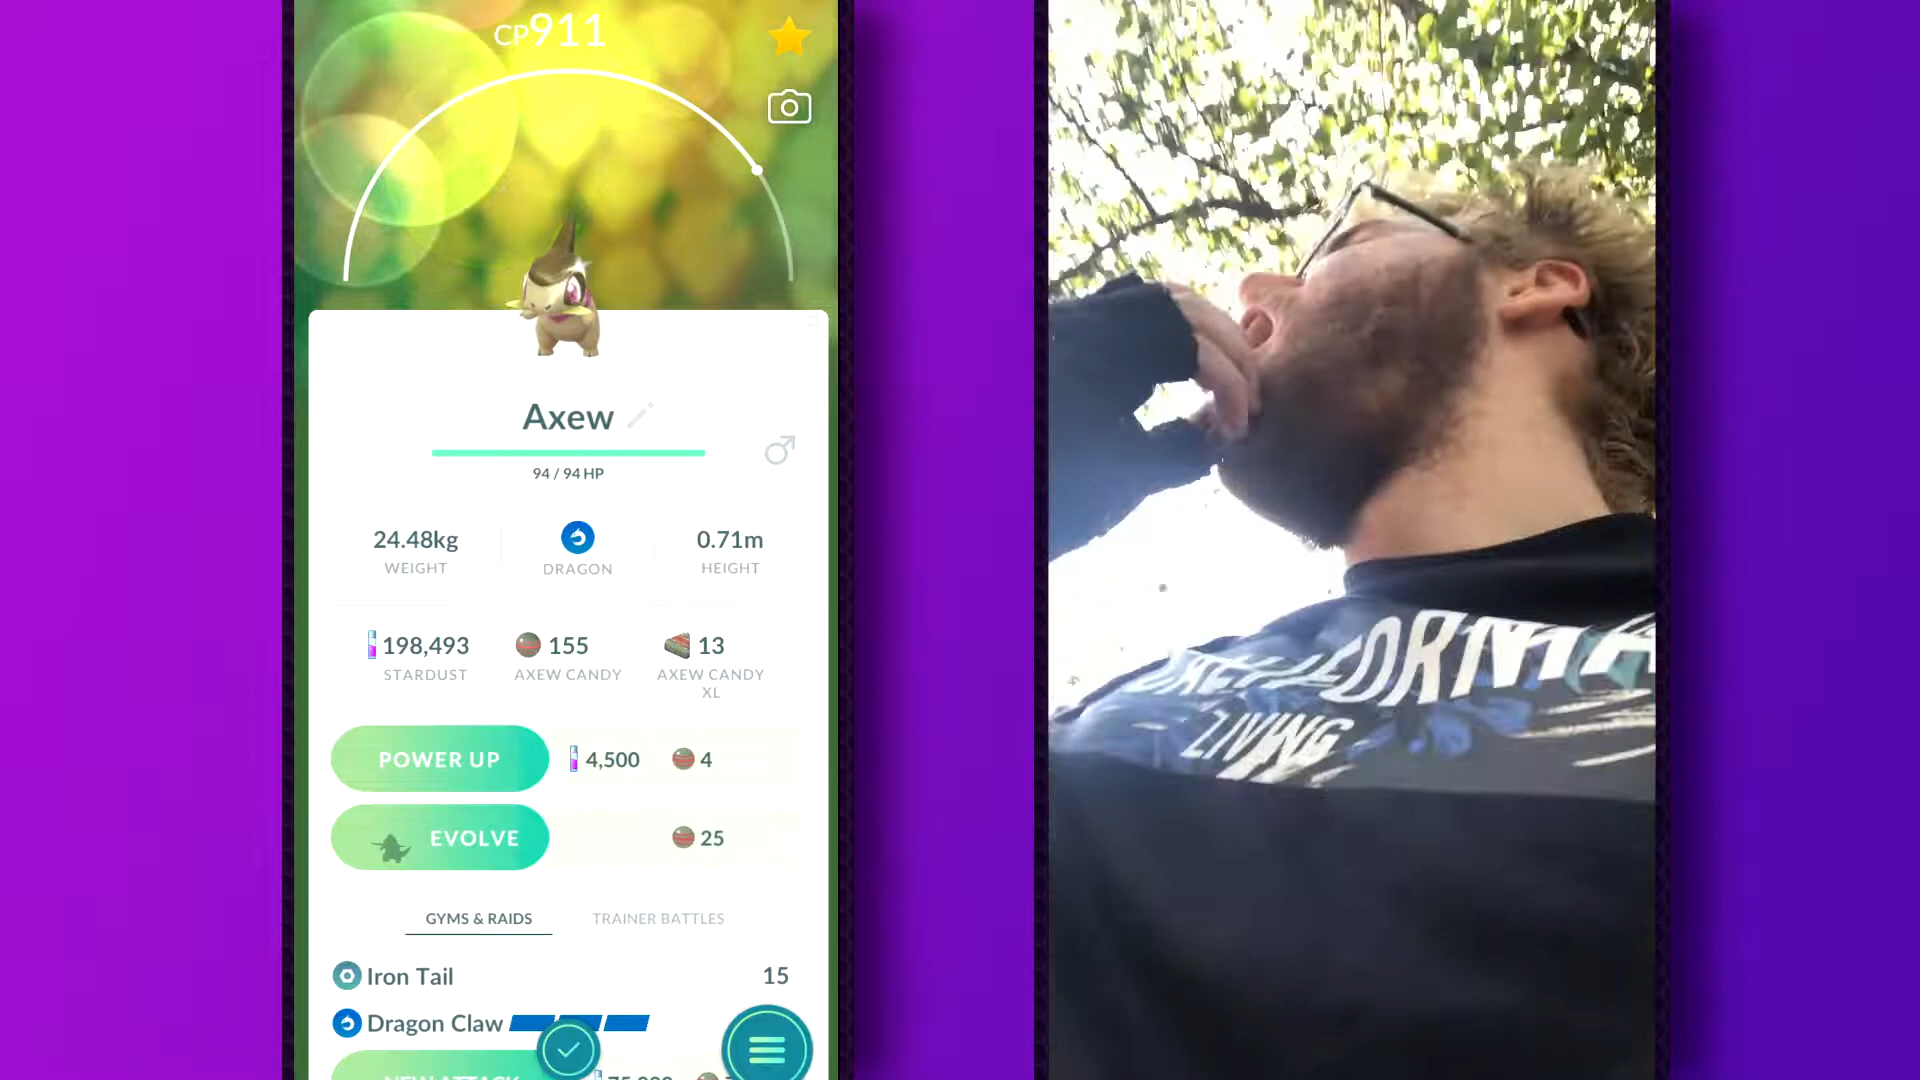 CP911
Axew
94 / 94 HP
24.48kg
WEIGHT
DRAGON
0.71m
HEIGHT
198,493
STARDUST
155
AXEW CANDY
13
AXEW CANDY
XL
POWER UP
4,500
4
EVOLVE
25
GYMS & RAIDS
TRAINER BATTLES
Iron Tail
15
Dragon Claw
NEW ATTACK
LIVING